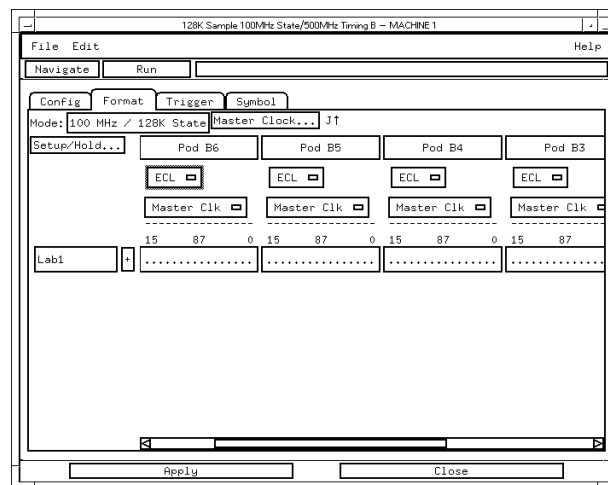 128K Sample 100MHz State/500MHz Timing B – MACHINE 1
File Edit Help
Navigate Run
Config Format Trigger Symbol
Mode: 100 MHz / 128K State Master Clock... J↑
Setup/Hold... Pod B6 Pod B5 Pod B4 Pod B3
ECL ECL ECL ECL
Master Clk Master Clk Master Clk Master C
15 87 0 15 87 0 15 87 0 15 87
Lab1 + ................ ................ ................ ..............
Apply Close